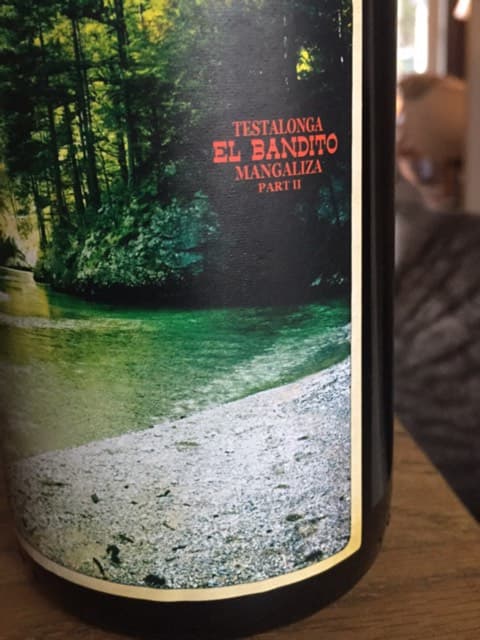 TESTALONGA
EL BANDITO
MANGALIZA
PART II